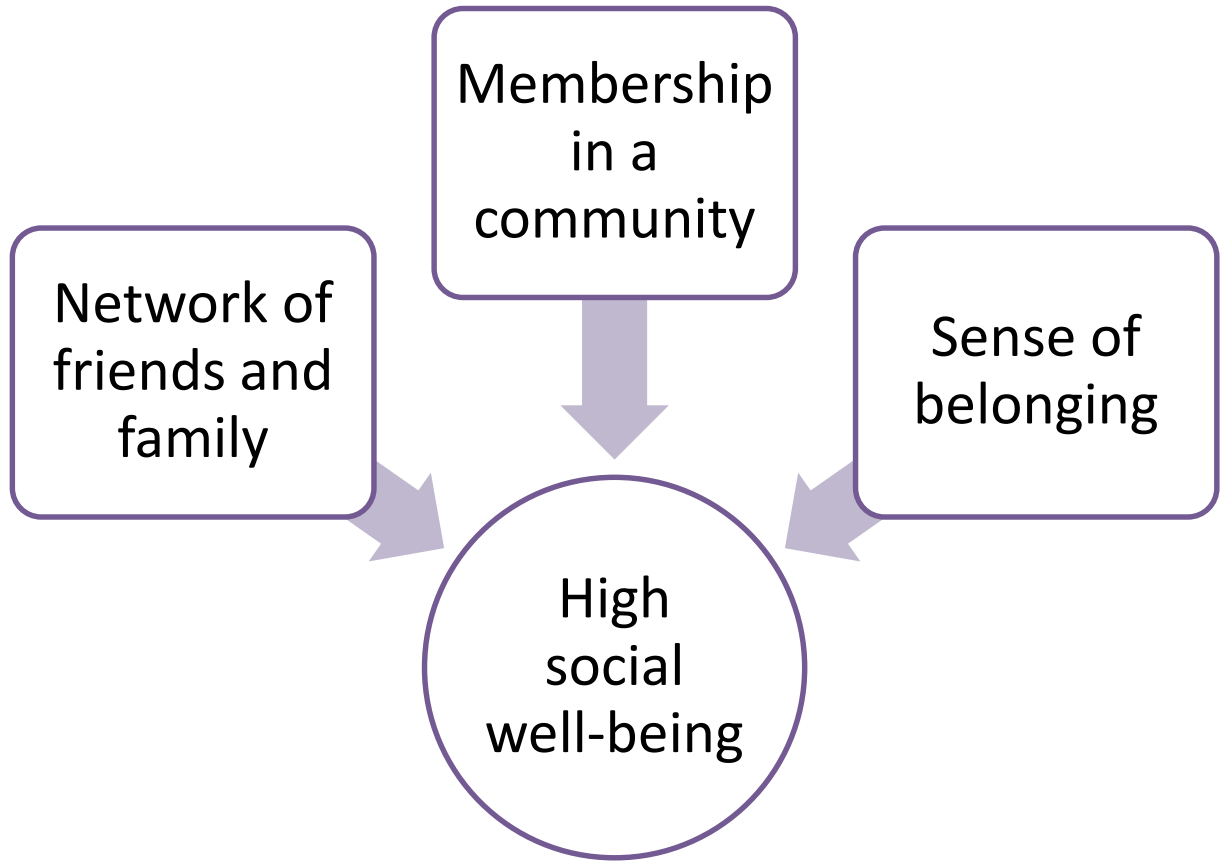 Membership
in a
community
Network of
friends and
family
Sense of
belonging
High
social
well-being